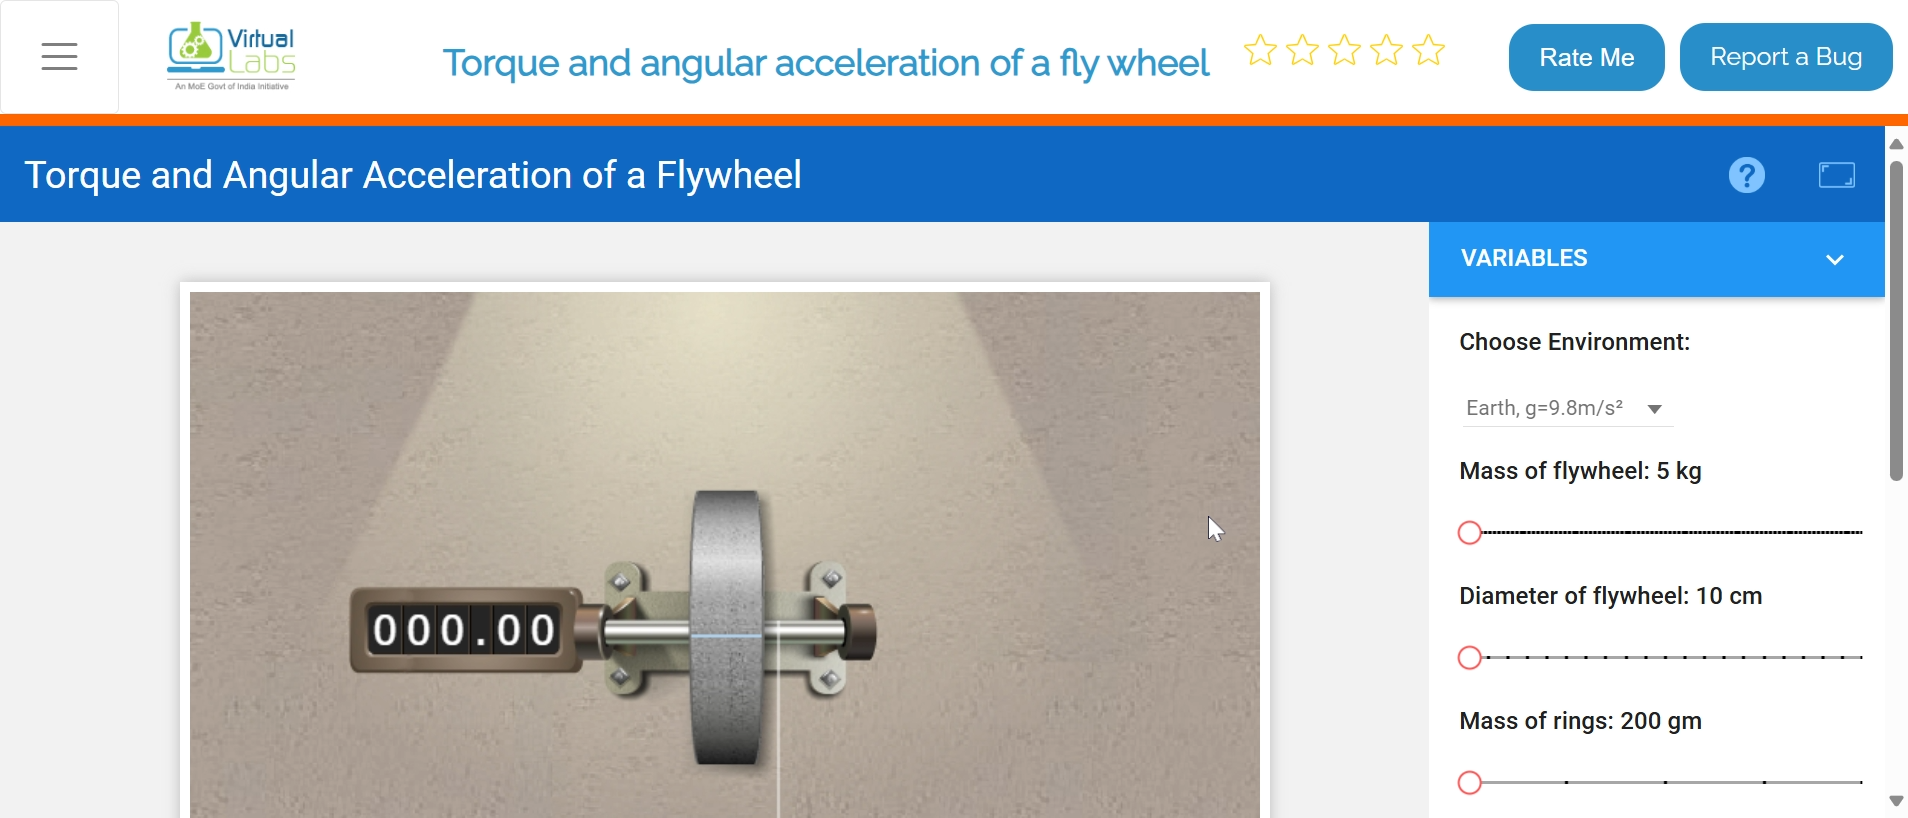 Virtual
Labs
An MoE Govt of India Initiative
Torque and angular acceleration of a fly wheel
Rate Me
Report a Bug
Torque and Angular Acceleration of a Flywheel
?
VARIABLES
Choose Environment:
Earth, g=9.8m/s²
Mass of flywheel: 5 kg
Diameter of flywheel: 10 cm
Mass of rings: 200 gm
000.00